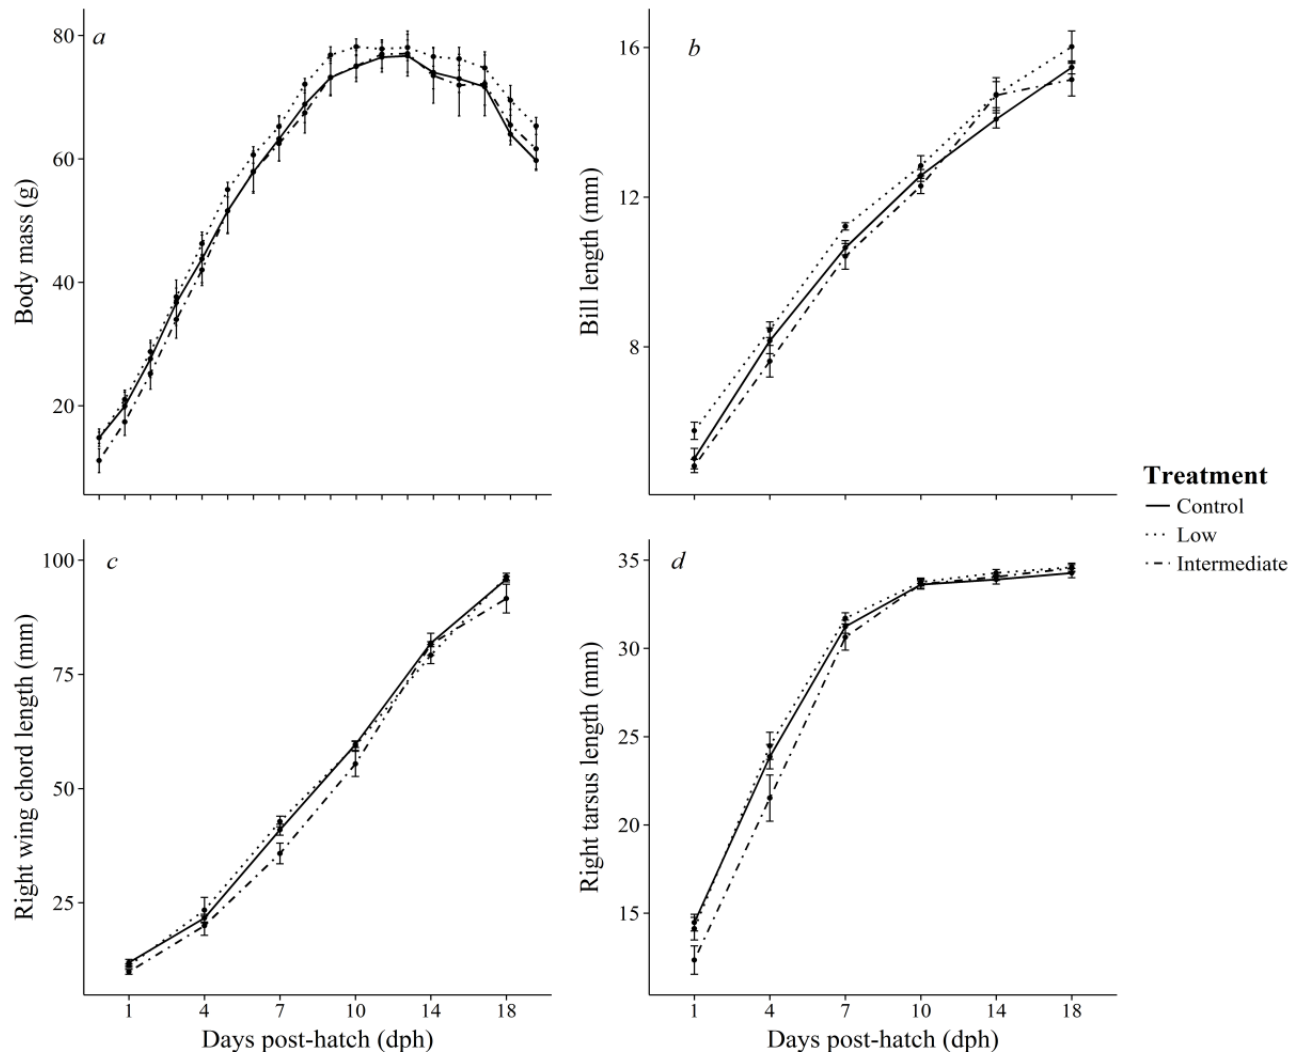 a
80
60
40
20
Body mass (g)
b
16
12
8
Bill length (mm)
Treatment
Control
Low
Intermediate
c
100
75
50
25
Right wing chord length (mm)
1 4 7 10 14 18
Days post-hatch (dph)
d
35
31
25
20
15
Right tarsus length (mm)
1 4 7 10 14 18
Days post-hatch (dph)